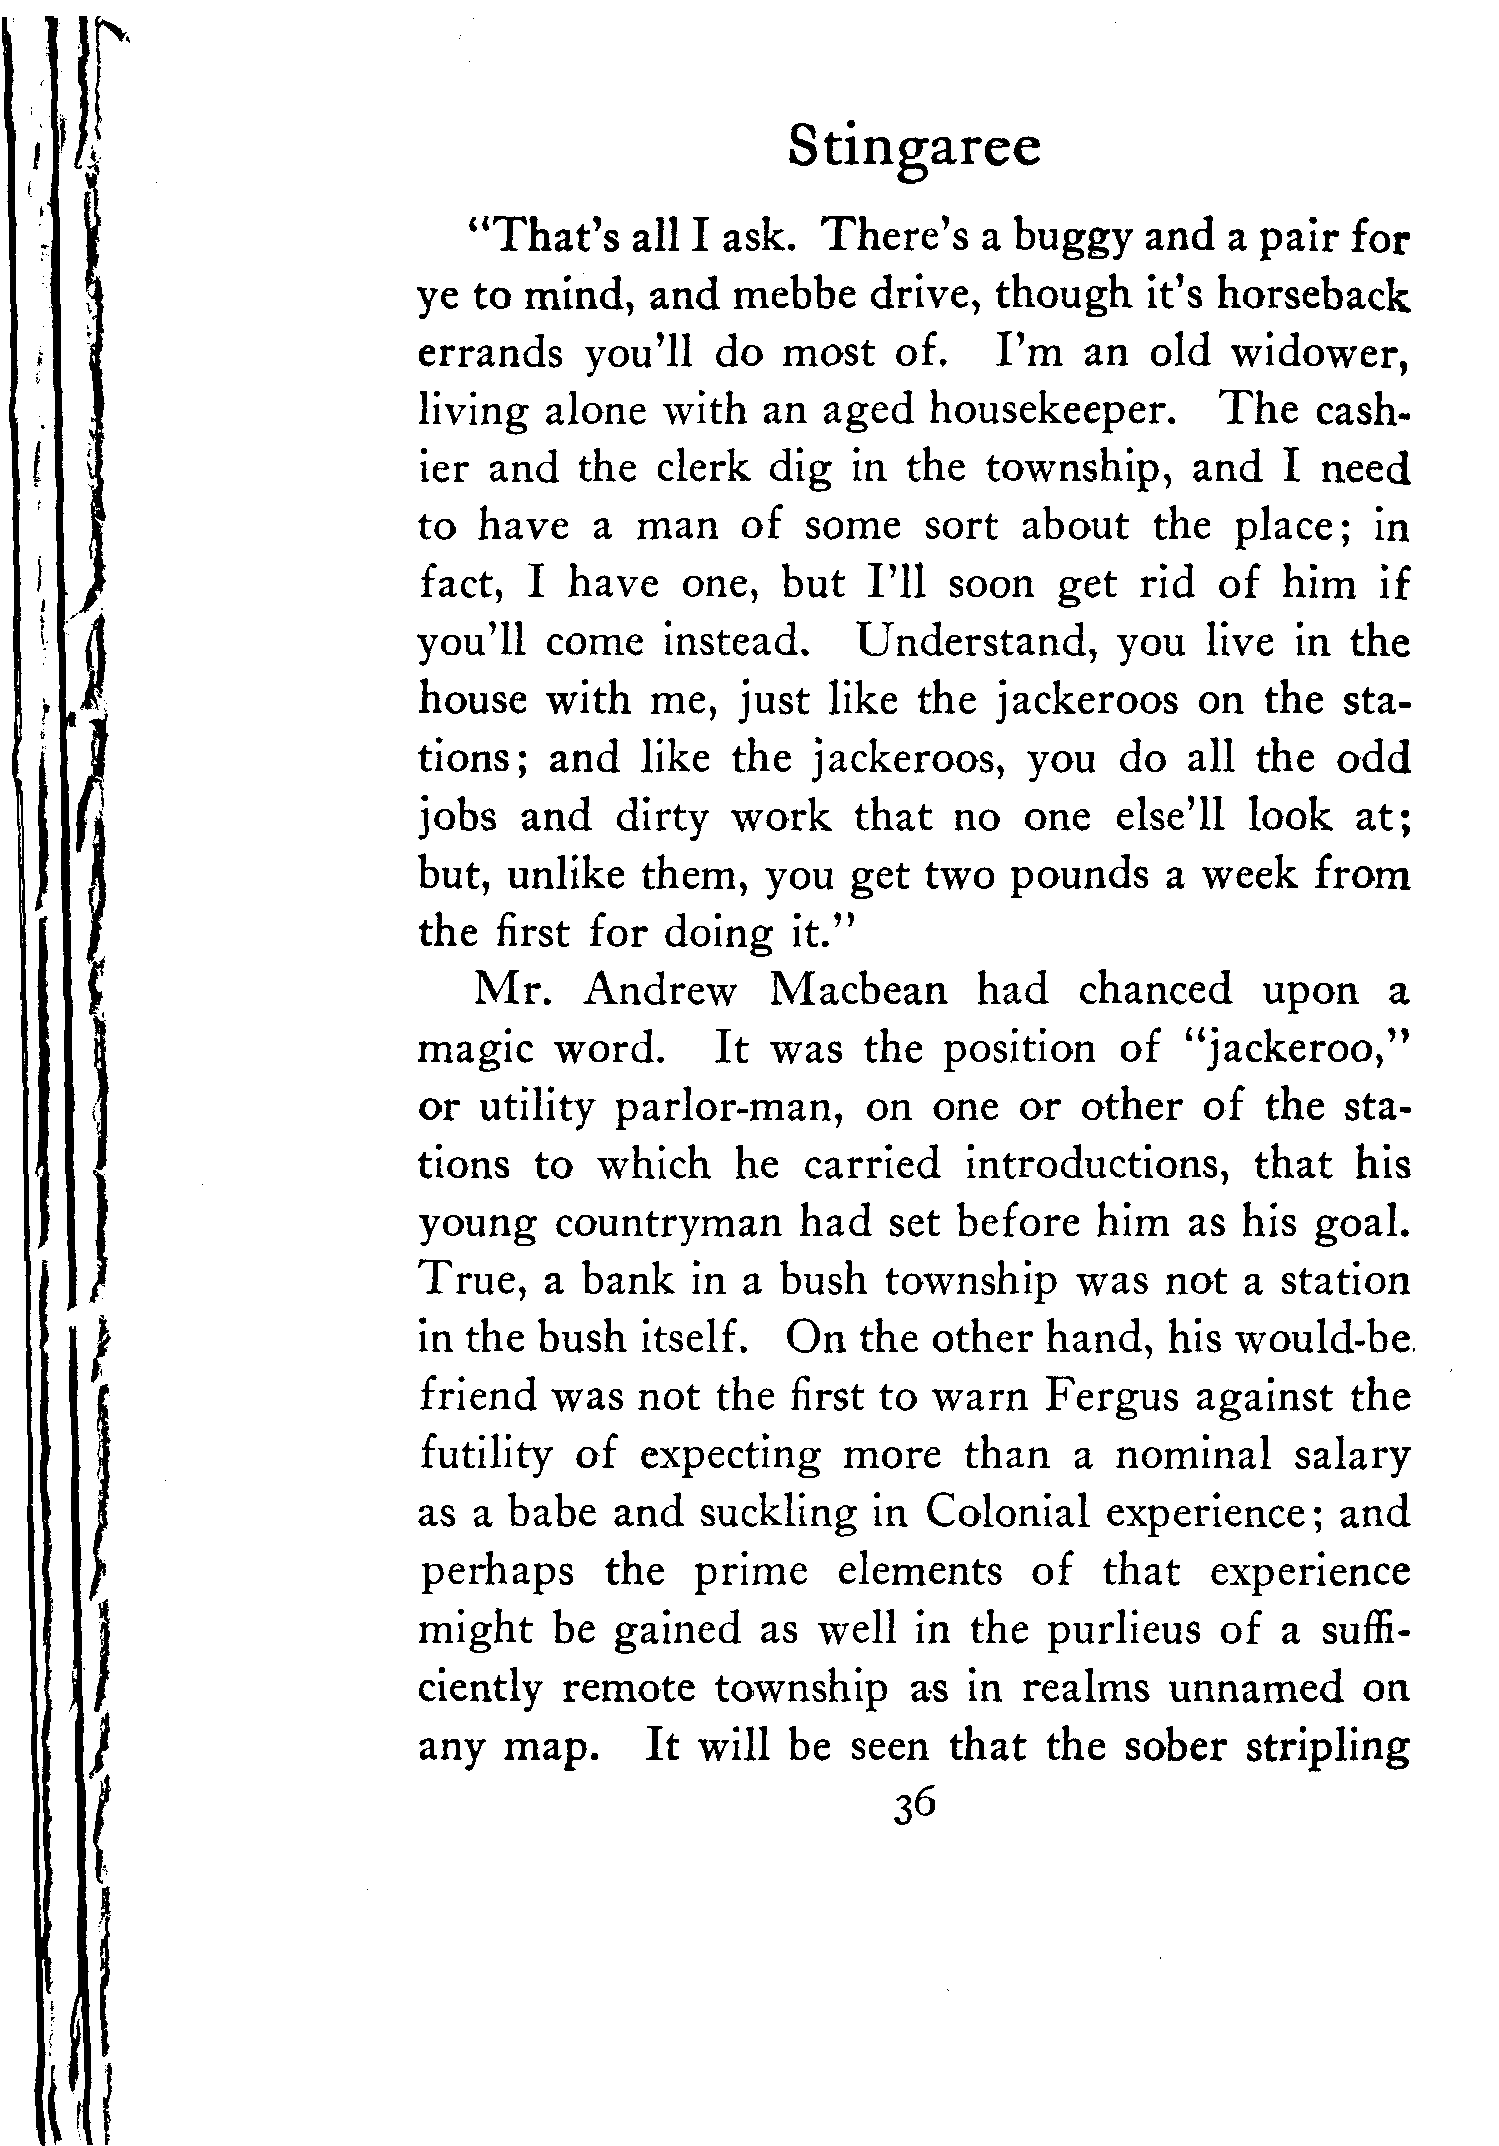 Stingaree
"That's all I ask. There's a buggy and a pair for
ye to mind, and mebbe drive, though it's horseback
errands you'll do most of. I'm an old widower,
living alone with an aged housekeeper. The cash-
ier and the clerk dig in the township, and I need
to have a man of some sort about the place; in
fact, I have one, but I'll soon get rid of him if
you'll come instead. Understand, you live in the
house with me, just like the jackeroos on the sta-
tions; and like the jackeroos, you do all the odd
jobs and dirty work that no one else'll look at;
but, unlike them, you get two pounds a week from
the first for doing it."
Mr. Andrew Macbean had chanced upon a
magic word. It was the position of "jackeroo,"
or utility parlor-man, on one or other of the sta-
tions to which he carried introductions, that his
young countryman had set before him as his goal.
True, a bank in a bush township was not a station
in the bush itself. On the other hand, his would-be
friend was not the first to warn Fergus against the
futility of expecting more than a nominal salary
as a babe and suckling in Colonial experience; and
perhaps the prime elements of that experience
might be gained as well in the purlieus of a suffi-
ciently remote township as in realms unnamed on
any map. It will be seen that the sober stripling
36